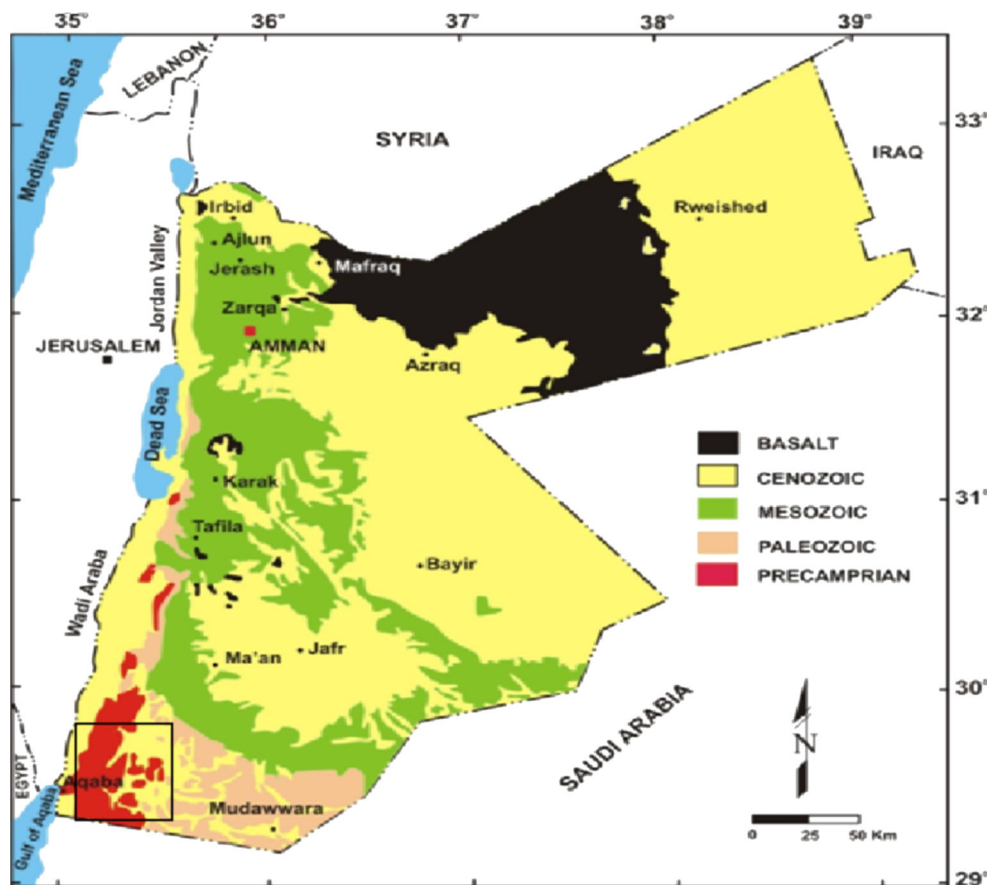 35°
36°
37°
38°
39°
LEBANON
Mediterranean Sea
SYRIA
33°
IRAQ
Irbid
Rweished
Ajlun
Jordan Valley
Jerash
Mafraq
Zarqa
32°
JERUSALEM
AMMAN
Azraq
Dead Sea
BASALT
Karak
CENOZOIC
31°
MESOZOIC
Tafila
PALEOZOIC
Bayir
PRECAMPRIAN
Wadi Araba
Ma'an
Jafr
30°
SAUDI ARABIA
N
EGYPT
Aqaba
Mudawwara
Gulf of Aqaba
0 25 50 Km
29°